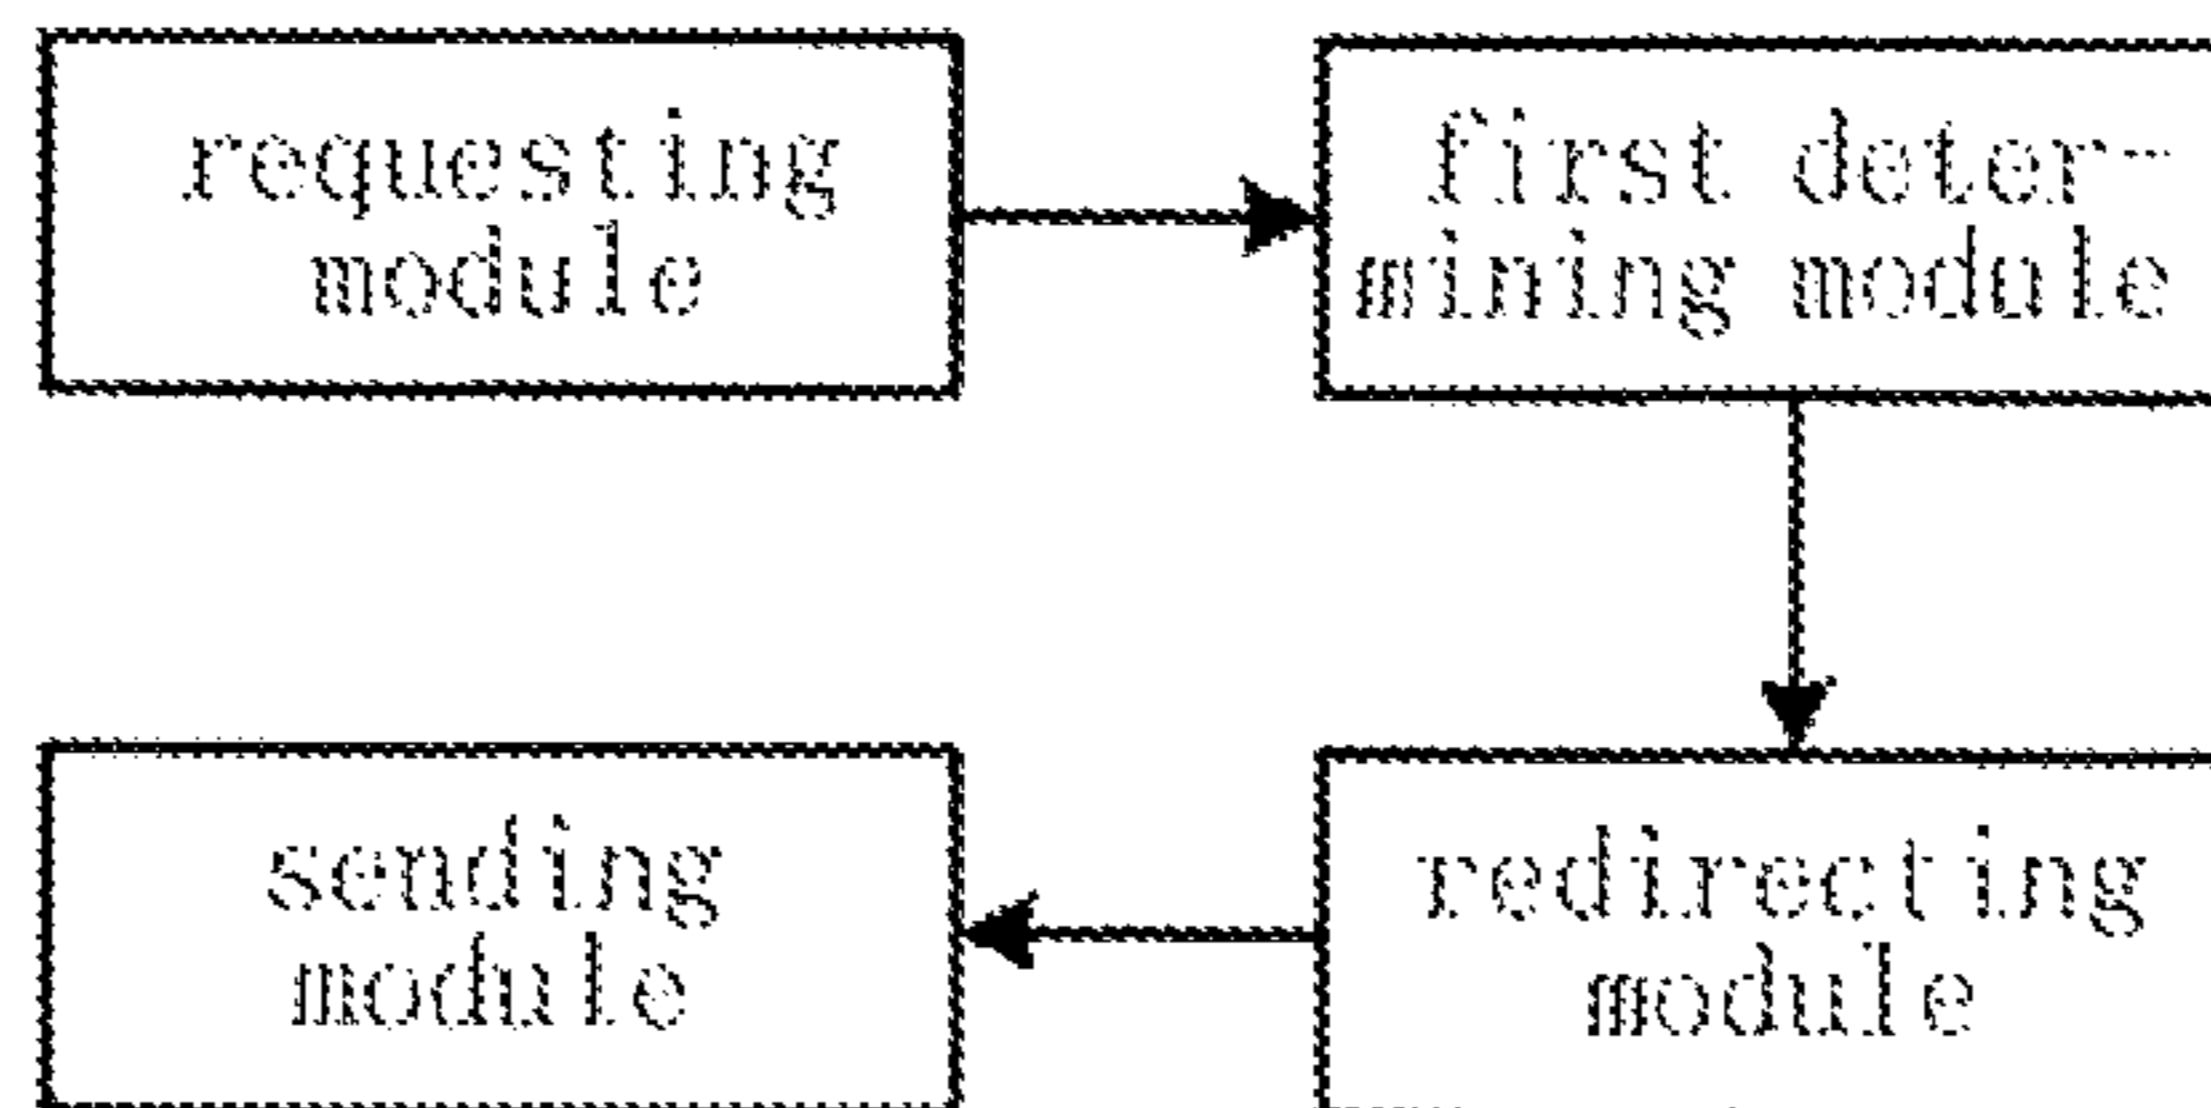 requesting
module
first deter-
mining module
sending
module
redirecting
module